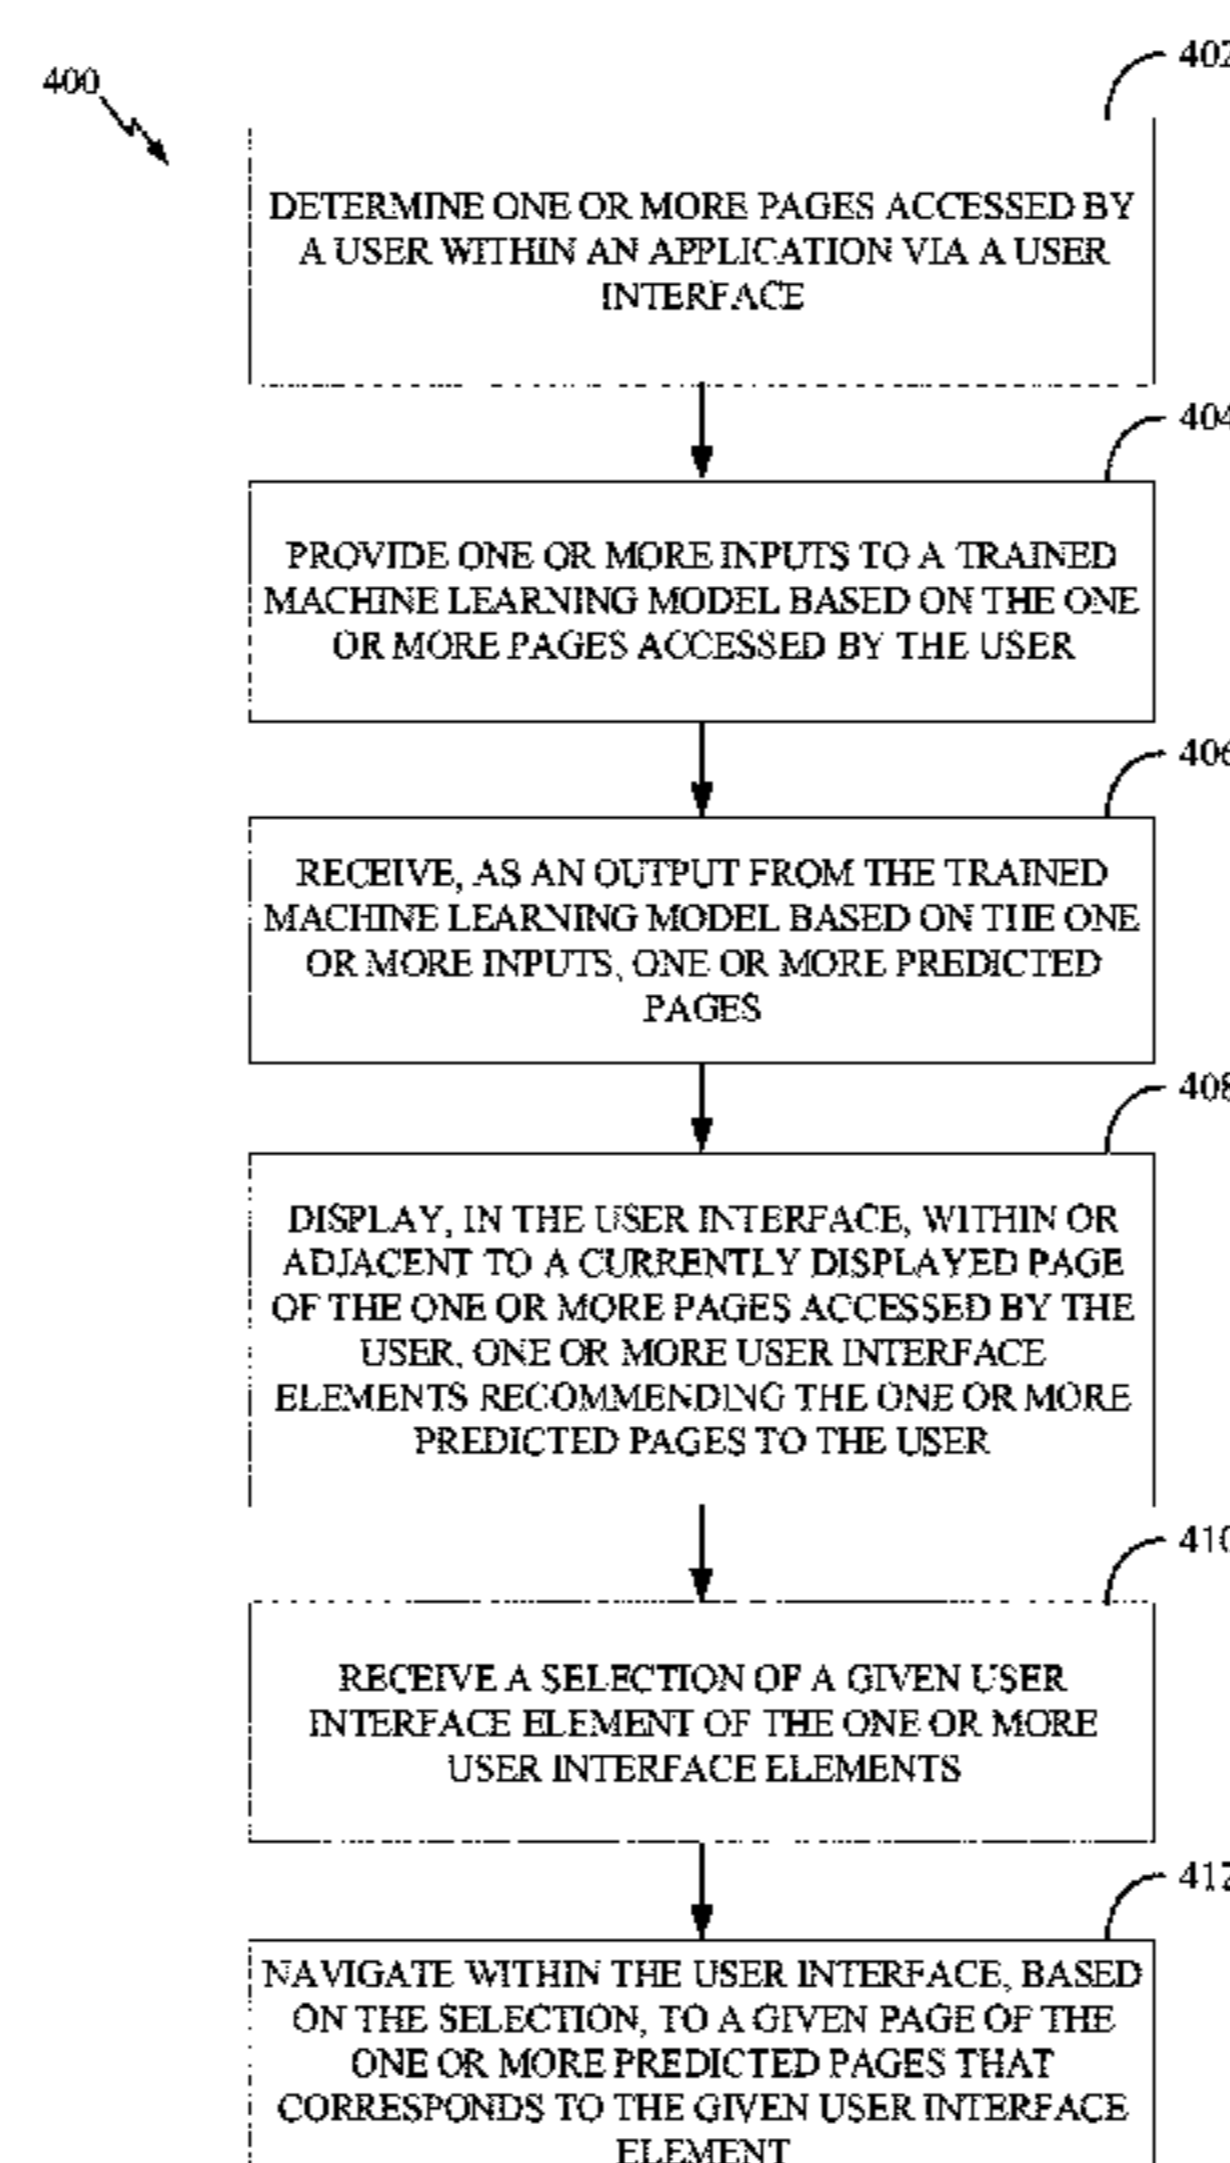 400
402
DETERMINE ONE OR MORE PAGES ACCESSED BY
A USER WITHIN AN APPLICATION VIA A USER
INTERFACE
404
PROVIDE ONE OR MORE INPUTS TO A TRAINED
MACHINE LEARNING MODEL BASED ON THE ONE
OR MORE PAGES ACCESSED BY THE USER
406
RECEIVE, AS AN OUTPUT FROM THE TRAINED
MACHINE LEARNING MODEL BASED ON THE ONE
OR MORE INPUTS, ONE OR MORE PREDICTED
PAGES
408
DISPLAY, IN THE USER INTERFACE, WITHIN OR
ADJACENT TO A CURRENTLY DISPLAYED PAGE
OF THE ONE OR MORE PAGES ACCESSED BY THE
USER, ONE OR MORE USER INTERFACE
ELEMENTS RECOMMENDING THE ONE OR MORE
PREDICTED PAGES TO THE USER
410
RECEIVE A SELECTION OF A GIVEN USER
INTERFACE ELEMENT OF THE ONE OR MORE
USER INTERFACE ELEMENTS
412
NAVIGATE WITHIN THE USER INTERFACE, BASED
ON THE SELECTION, TO A GIVEN PAGE OF THE
ONE OR MORE PREDICTED PAGES THAT
CORRESPONDS TO THE GIVEN USER INTERFACE
ELEMENT